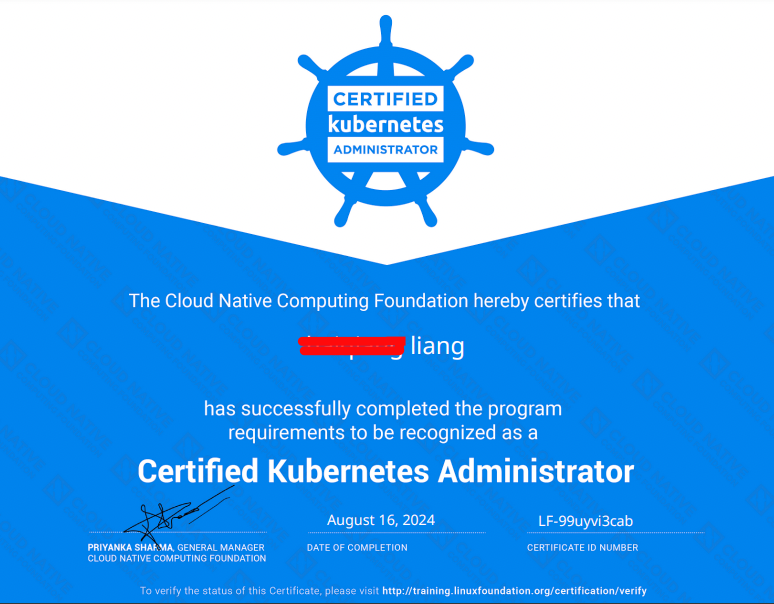 CERTIFIED
kubernetes
ADMINISTRATOR
The Cloud Native Computing Foundation hereby certifies that
liang
has successfully completed the program
requirements to be recognized as a
Certified Kubernetes Administrator
August 16, 2024
LF-99uyvi3cab
PRIYANKA SHARMA, GENERAL MANAGER
CLOUD NATIVE COMPUTING FOUNDATION
DATE OF COMPLETION
CERTIFICATE ID NUMBER
To verify the status of this Certificate, please visit http://training.linuxfoundation.org/certification/verify